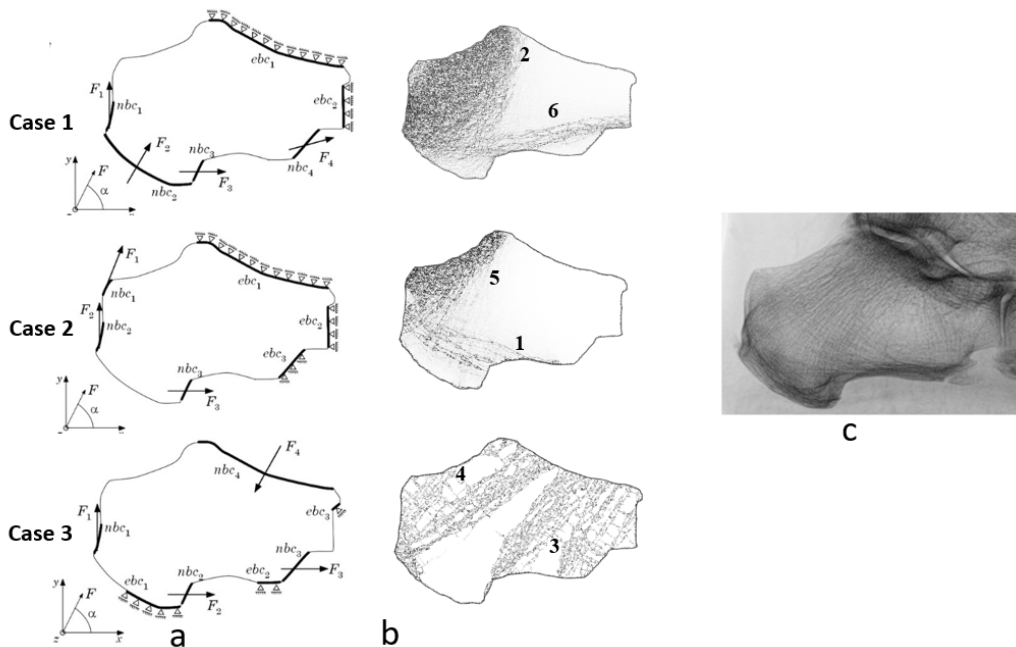 ebc₁
F₁
nbc₁
ebc₂
Case 1
F₂
nbc₃
F₄
y
F
α
nbc₂
F₃
nbc₄
2
6
F₁
ebc₁
nbc₁
F₂
ebc₂
Case 2
nbc₂
ebc₃
y
F
α
F₃
5
1
F₄
nbc₄
F₁
ebc₃
Case 3
nbc₁
nbc₃
ebc₁
nbc₂
ebc₂
F₃
y
F
α
F₂
z
x
4
3
a
b
c